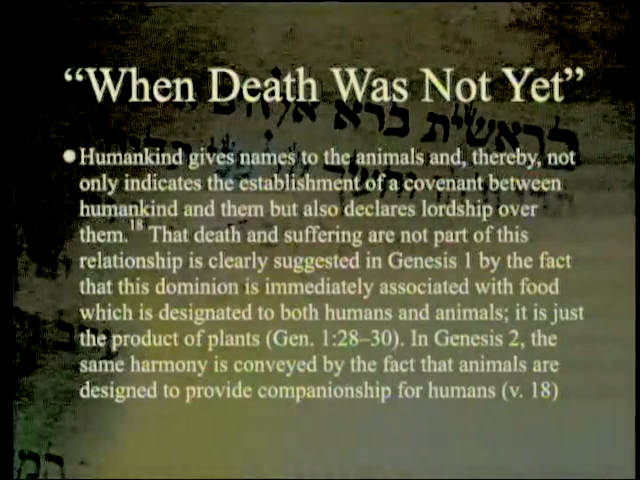 “When Death Was Not Yet”
בראשית ברא אלהים
• Humankind gives names to the animals and, thereby, not
only indicates the establishment of a covenant between
humankind and them but also declares lordship over
them.18 That death and suffering are not part of this
relationship is clearly suggested in Genesis 1 by the fact
that this dominion is immediately associated with food
which is designated to both humans and animals; it is just
the product of plants (Gen. 1:28–30). In Genesis 2, the
same harmony is conveyed by the fact that animals are
designed to provide companionship for humans (v. 18)